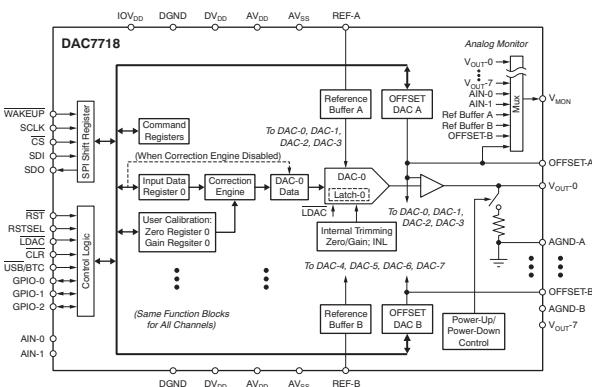 IOVDD DGND DVDD AVDD AVSS REF-A
DAC7718
Analog Monitor
VOUT-0
VOUT-7
AIN-0
AIN-1
Ref Buffer A
Ref Buffer B
OFFSET-B
Mux
VMON
Reference
Buffer A
OFFSET
DAC A
WAKEUP
SCLK
CS
SDI
SDO
SPI Shift Register
Command
Registers
To DAC-0, DAC-1,
DAC-2, DAC-3
(When Correction Engine Disabled)
Input Data
Register 0
Correction
Engine
DAC-0
Data
DAC-0
Latch-0
LDAC
OFFSET-A
VOUT-0
To DAC-0, DAC-1,
DAC-2, DAC-3
RST
RSTSEL
LDAC
CLR
USB/BTC
GPIO-0
GPIO-1
GPIO-2
Control Logic
User Calibration:
Zero Register 0
Gain Regsiter 0
Internal Trimming
Zero/Gain; INL
AGND-A
To DAC-4, DAC-5, DAC-6, DAC-7
OFFSET-B
(Same Function Blocks
for All Channels)
Reference
Buffer B
OFFSET
DAC B
Power-Up/
Power-Down
Control
AGND-B
VOUT-7
AIN-0
AIN-1
DGND DVDD AVDD AVSS REF-B